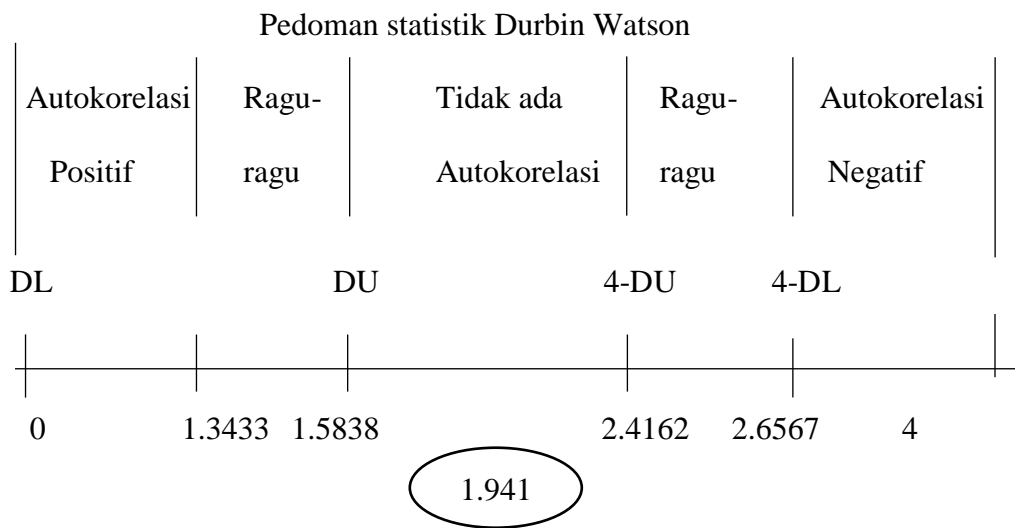 Pedoman statistik Durbin Watson
Autokorelasi Ragu- Tidak ada Ragu- Autokorelasi
Positif ragu Autokorelasi ragu Negatif
DL DU 4-DU 4-DL
0 1.3433 1.5838 2.4162 2.6567 4
1.941